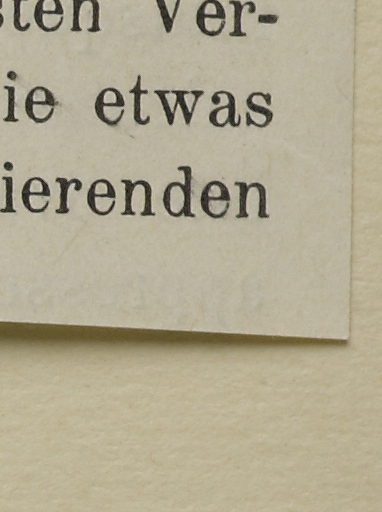 sten Ver-
ie etwas
ierenden